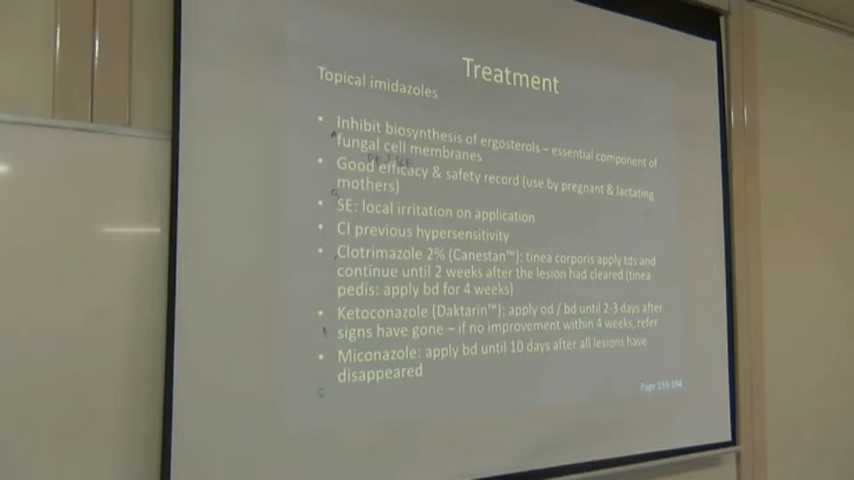 Treatment
Topical imidazoles
• Inhibit biosynthesis of ergosterols – essential component of
fungal cell membranes
• Good efficacy & safety record (use by pregnant & lactating
mothers)
• SE: local irritation on application
• CI previous hypersensitivity
• Clotrimazole 2% (Canestan™): tinea corporis apply tds and
continue until 2 weeks after the lesion had cleared (tinea
pedis: apply bd for 4 weeks)
• Ketoconazole (Daktarin™): apply od / bd until 2-3 days after
signs have gone – if no improvement within 4 weeks, refer
• Miconazole: apply bd until 10 days after all lesions have
disappeared
Page 193-194